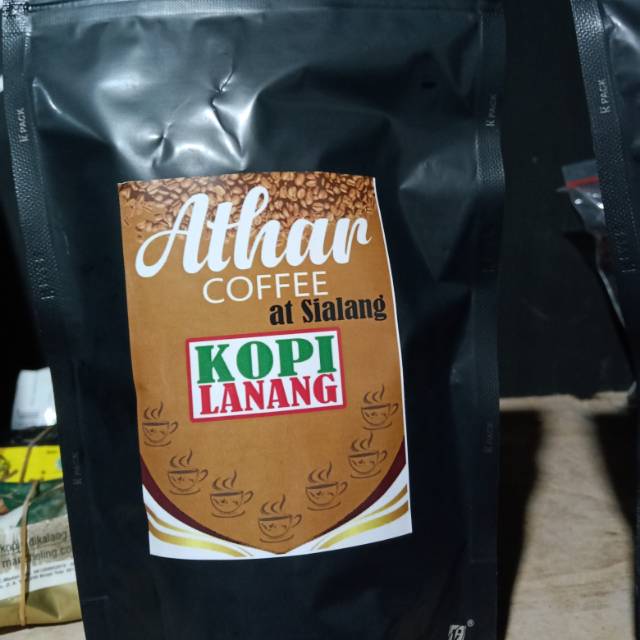 Athar
COFFEE
at Sialang
KOPI
LANANG